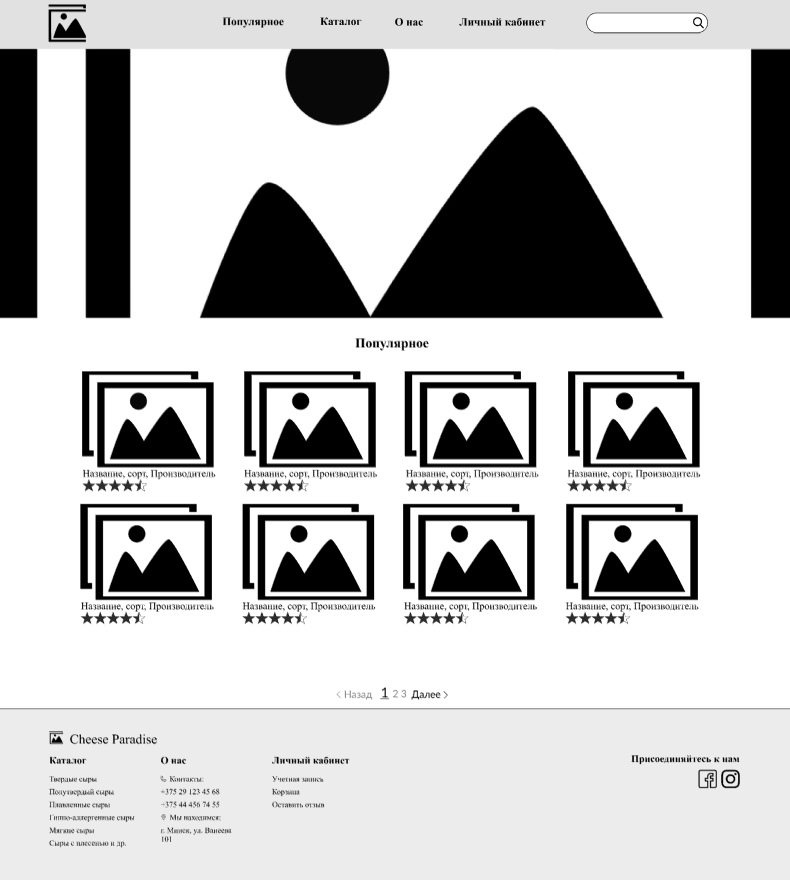 Популярное Каталог О нас Личный кабинет
Популярное
Название, сорт, Производитель Название, сорт, Производитель Название, сорт, Производитель Название, сорт, Производитель
Название, сорт, Производитель Название, сорт, Производитель Название, сорт, Производитель Название, сорт, Производитель
Назад 1 2 3 Далее
Cheese Paradise
Каталог
Твердые сыры
Полутвердый сыры
Плавленные сыры
Гиппо-аллергенные сыры
Мягкие сыры
Сыры с плесенью и др.
О нас
Контакты:
+375 29 123 45 68
+375 44 456 74 55
Мы находимся:
г. Минск, ул. Ванеева
101
Личный кабинет
Учетная запись
Корзина
Оставить отзыв
Присоединяйтесь к нам